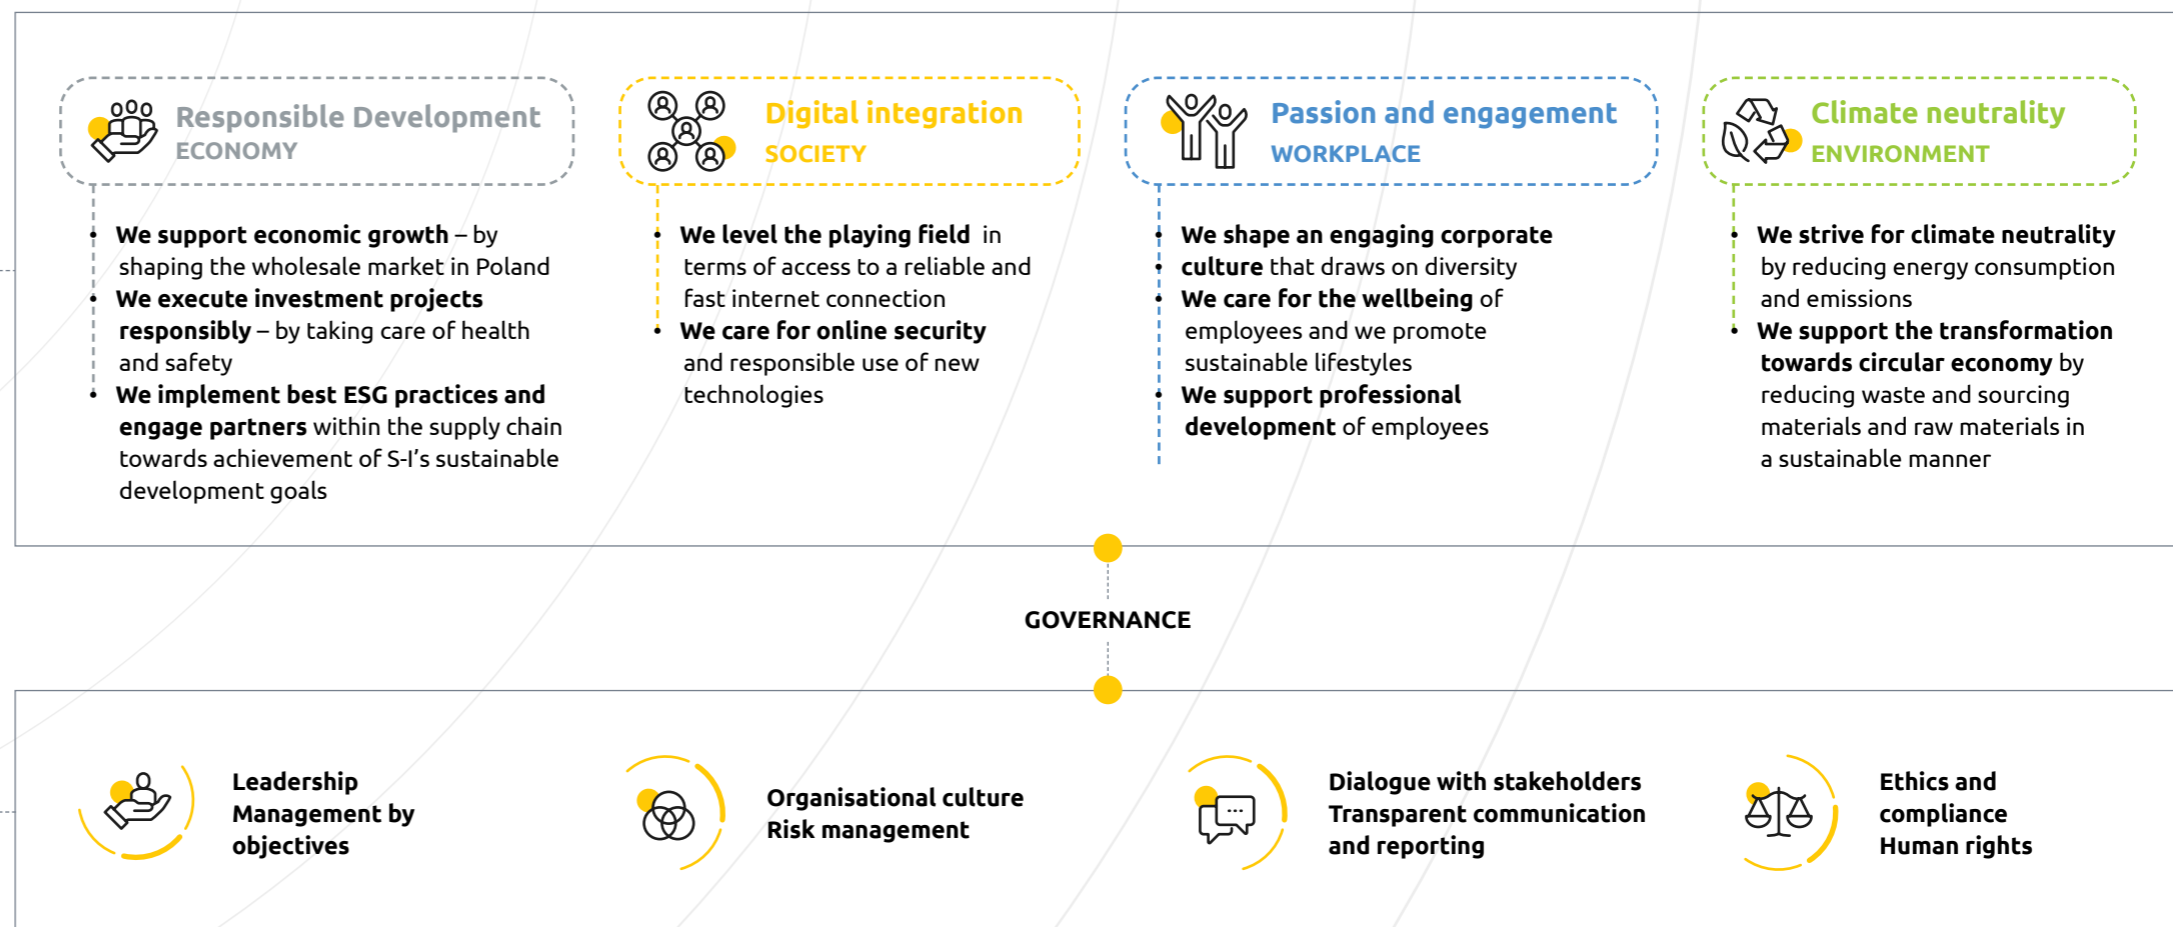 Responsible Development
ECONOMY
• We support economic growth – by
shaping the wholesale market in Poland
• We execute investment projects
responsibly – by taking care of health
and safety
• We implement best ESG practices and
engage partners within the supply chain
towards achievement of S-I’s sustainable
development goals
Digital integration
SOCIETY
• We level the playing field in
terms of access to a reliable and
fast internet connection
• We care for online security
and responsible use of new
technologies
Passion and engagement
WORKPLACE
• We shape an engaging corporate
• culture that draws on diversity
• We care for the wellbeing of
employees and we promote
sustainable lifestyles
• We support professional
development of employees
Climate neutrality
ENVIRONMENT
• We strive for climate neutrality
by reducing energy consumption
and emissions
• We support the transformation
towards circular economy by
reducing waste and sourcing
materials and raw materials in
a sustainable manner
GOVERNANCE
Leadership
Management by
objectives
Organisational culture
Risk management
Dialogue with stakeholders
Transparent communication
and reporting
Ethics and
compliance
Human rights